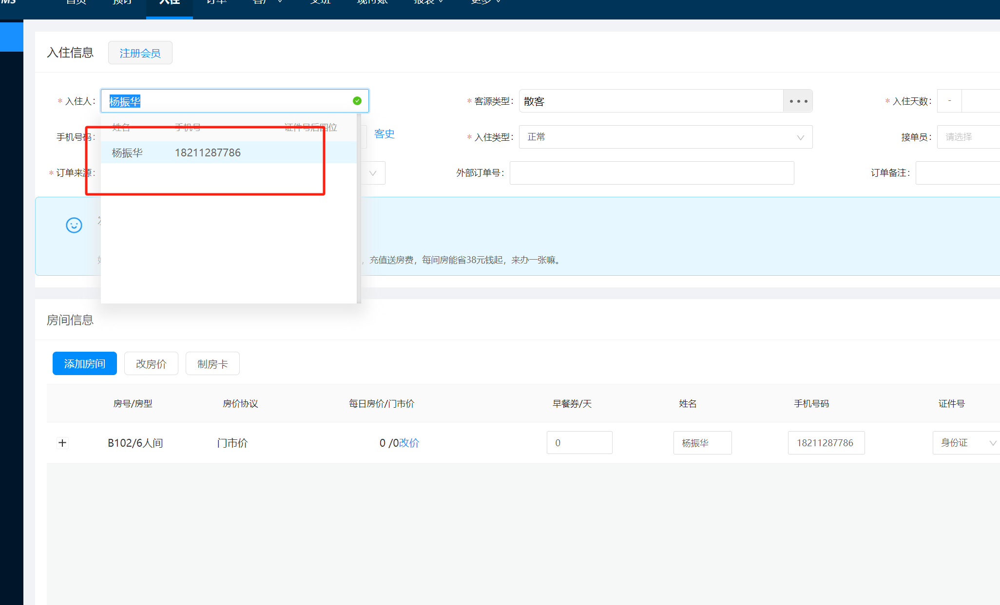 首页 预订 入住 订单 客户 交班 现付账 报表 更多
入住信息 注册会员
* 入住人: 杨振华
* 客源类型: 散客
* 入住天数: -
姓名 手机号 证件号后四位
手机号码: 客史
* 入住类型: 正常
接单员: 请选择
杨振华 18211287786
* 订单来源:
外部订单号:
订单备注:
, 充值送房费，每间房能省38元钱起，来办一张嘛。
房间信息
添加房间 改房价 制房卡
房号/房型 房价协议 每日房价/门市价 早餐券/天 姓名 手机号码 证件号
+ B102/6人间 门市价 0 /0改价 0 杨振华 18211287786 身份证